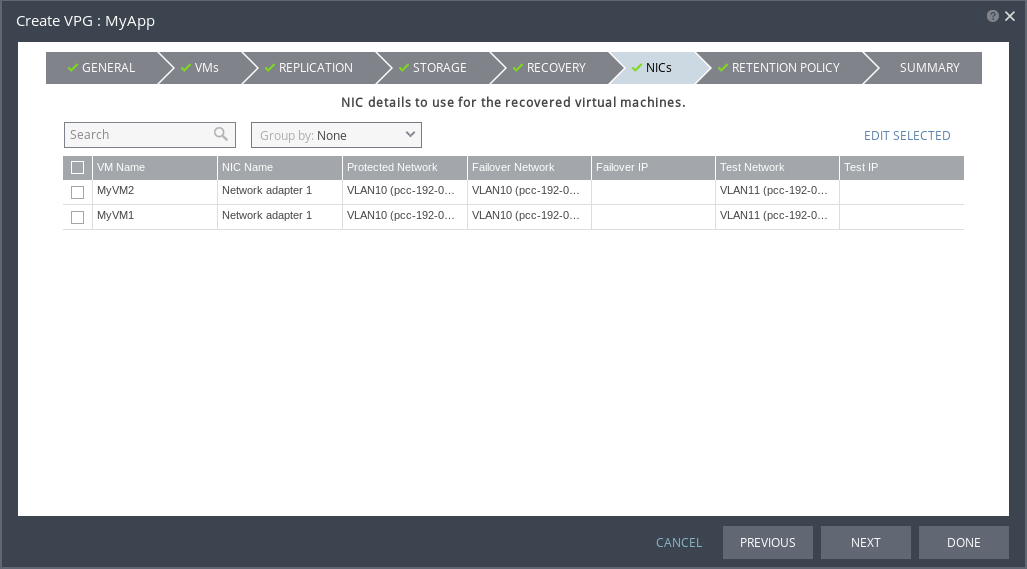 Create VPG : MyApp
GENERAL VMs REPLICATION STORAGE RECOVERY NICs RETENTION POLICY SUMMARY
NIC details to use for the recovered virtual machines.
Search Group by: None EDIT SELECTED
VM Name NIC Name Protected Network Failover Network Failover IP Test Network Test IP
MyVM2 Network adapter 1 VLAN10 (pcc-192-0... VLAN10 (pcc-192-0... VLAN11 (pcc-192-0...
MyVM1 Network adapter 1 VLAN10 (pcc-192-0... VLAN10 (pcc-192-0... VLAN11 (pcc-192-0...
CANCEL PREVIOUS NEXT DONE